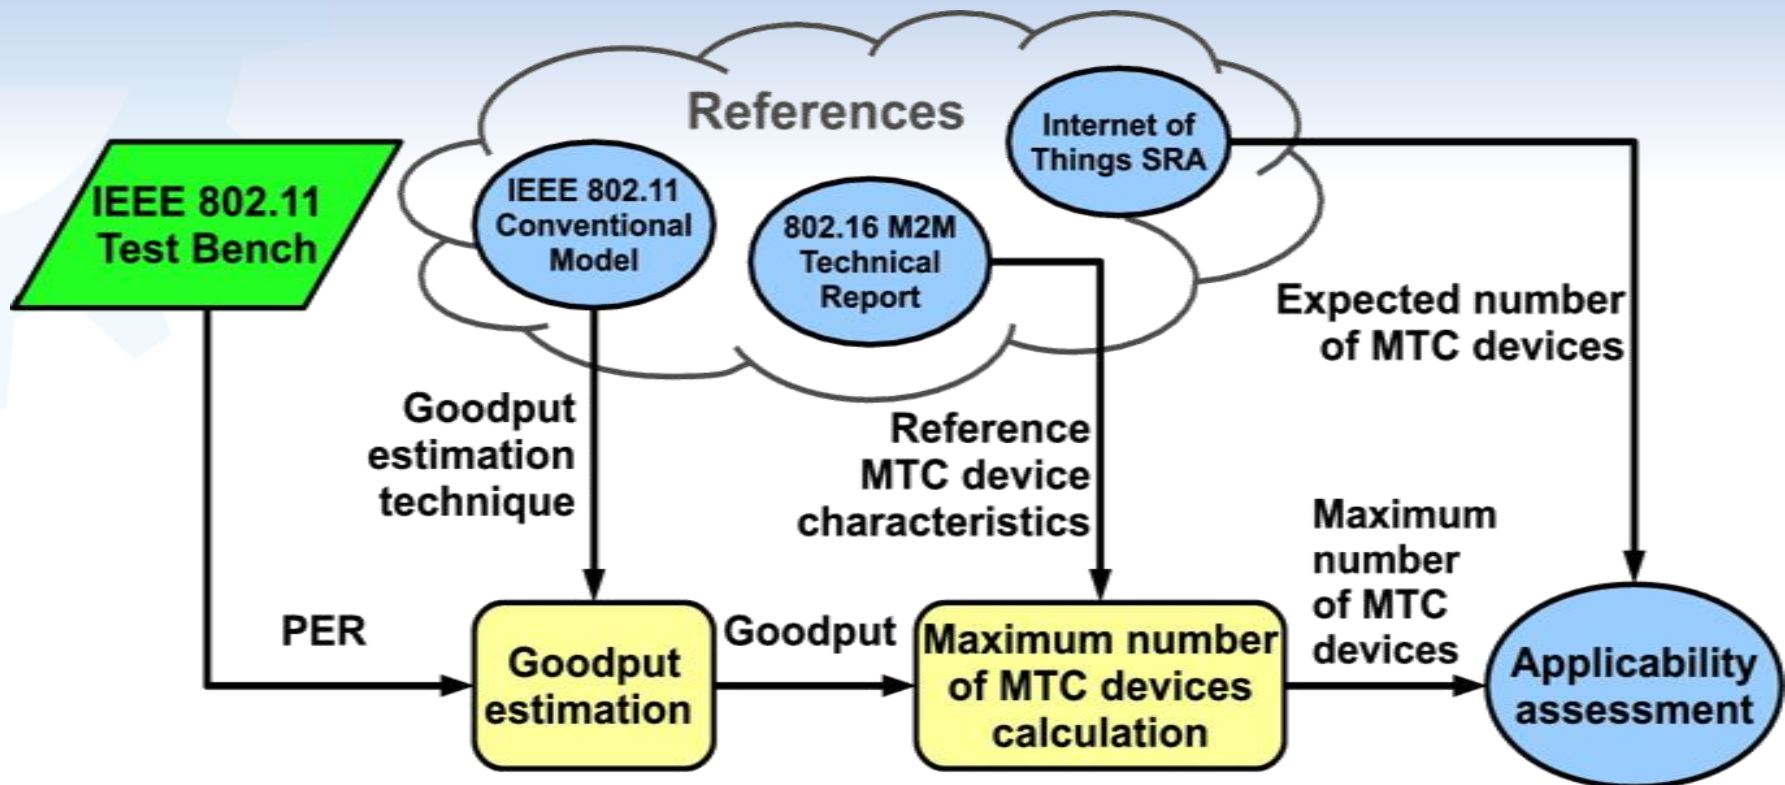 References
Internet of
Things SRA
IEEE 802.11
Test Bench
IEEE 802.11
Conventional
Model
802.16 M2M
Technical
Report
Expected number
of MTC devices
Goodput
estimation
technique
Reference
MTC device
characteristics
Maximum
number
of MTC
devices
PER
Goodput
estimation
Goodput
Maximum number
of MTC devices
calculation
Applicability
assessment